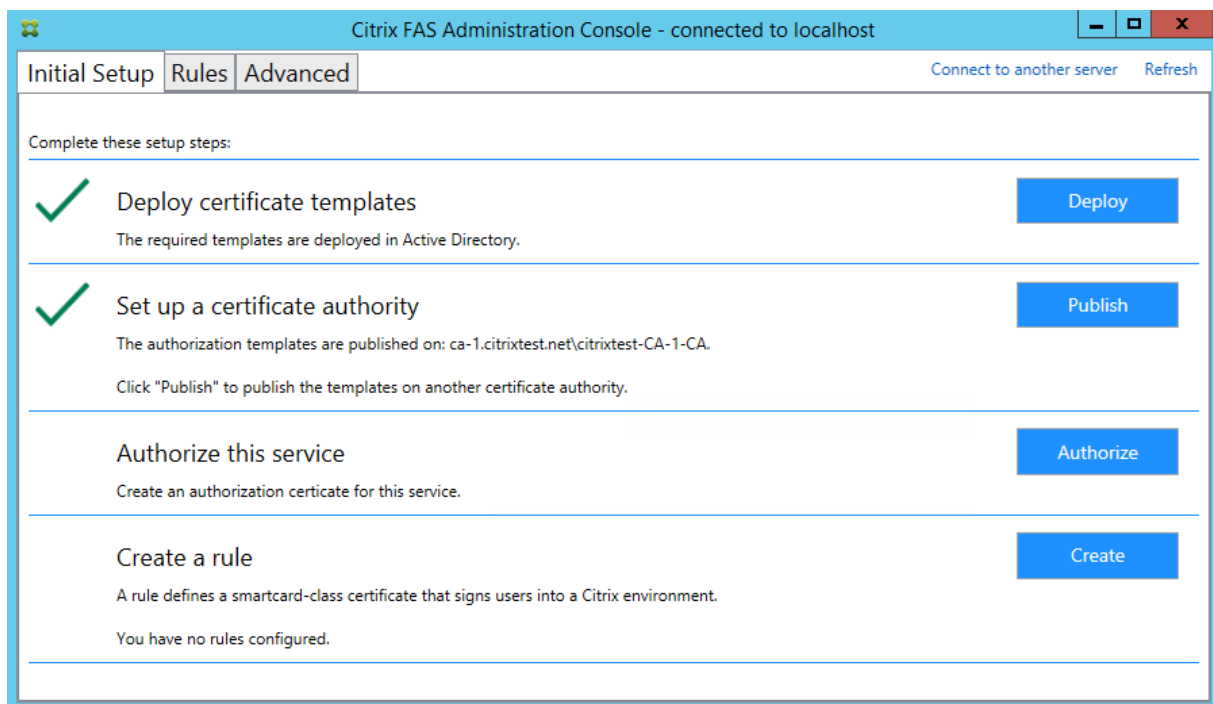 Citrix FAS Administration Console - connected to localhost
Initial Setup Rules Advanced Connect to another server Refresh
Complete these setup steps:
Deploy certificate templates Deploy
The required templates are deployed in Active Directory.
Set up a certificate authority Publish
The authorization templates are published on: ca-1.citrixtest.net\citrixtest-CA-1-CA.
Click "Publish" to publish the templates on another certificate authority.
Authorize this service Authorize
Create an authorization certicate for this service.
Create a rule Create
A rule defines a smartcard-class certificate that signs users into a Citrix environment.
You have no rules configured.